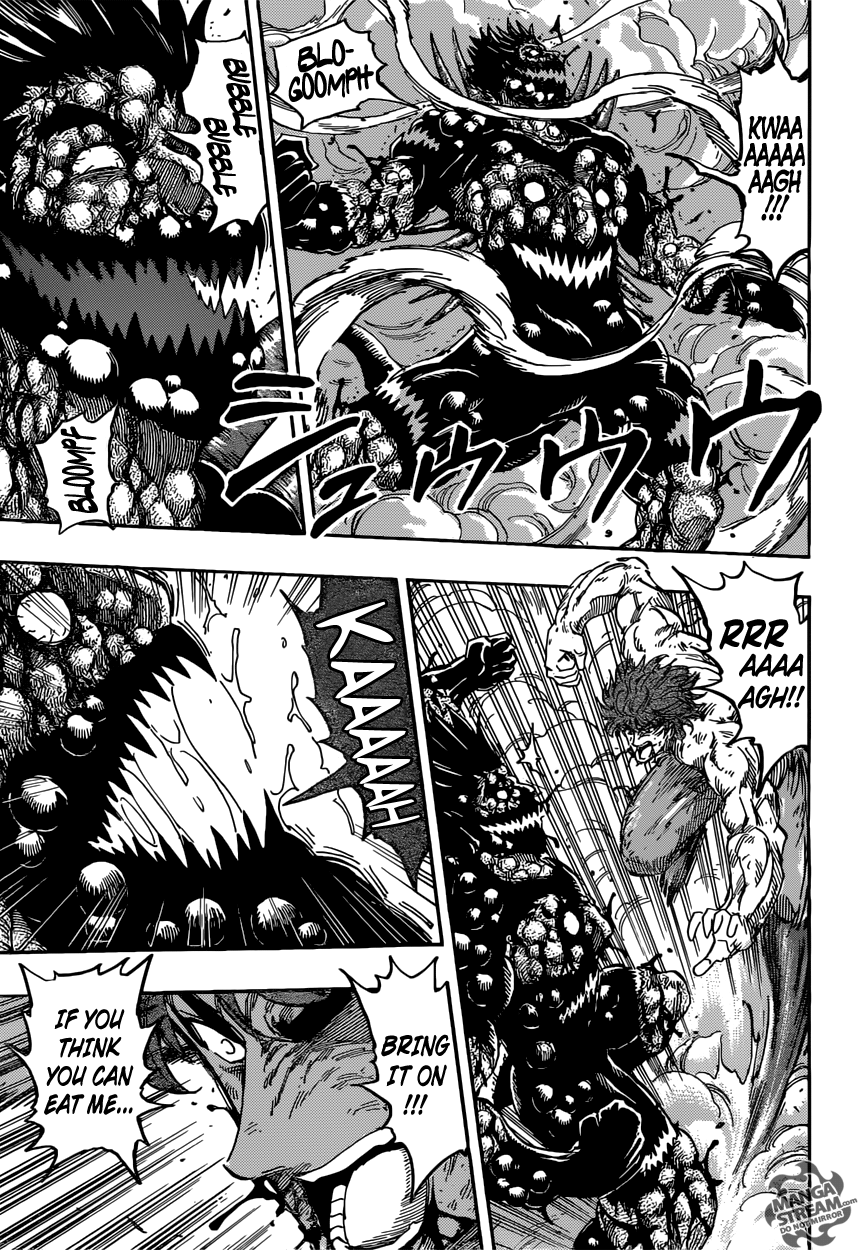 KWAA
AAAAA
AAGH
!!!
BLO-
GOOMPH
ニュウウウ
BUBBLE
BUBBLE
BLOOMPF
RRR
AAAA
AGH!!
KAAAAAH
BRING
IT ON
!!!
IF YOU
THINK
YOU CAN
EAT ME...
MANGA
STREAM.com
DO NOT MIRROR